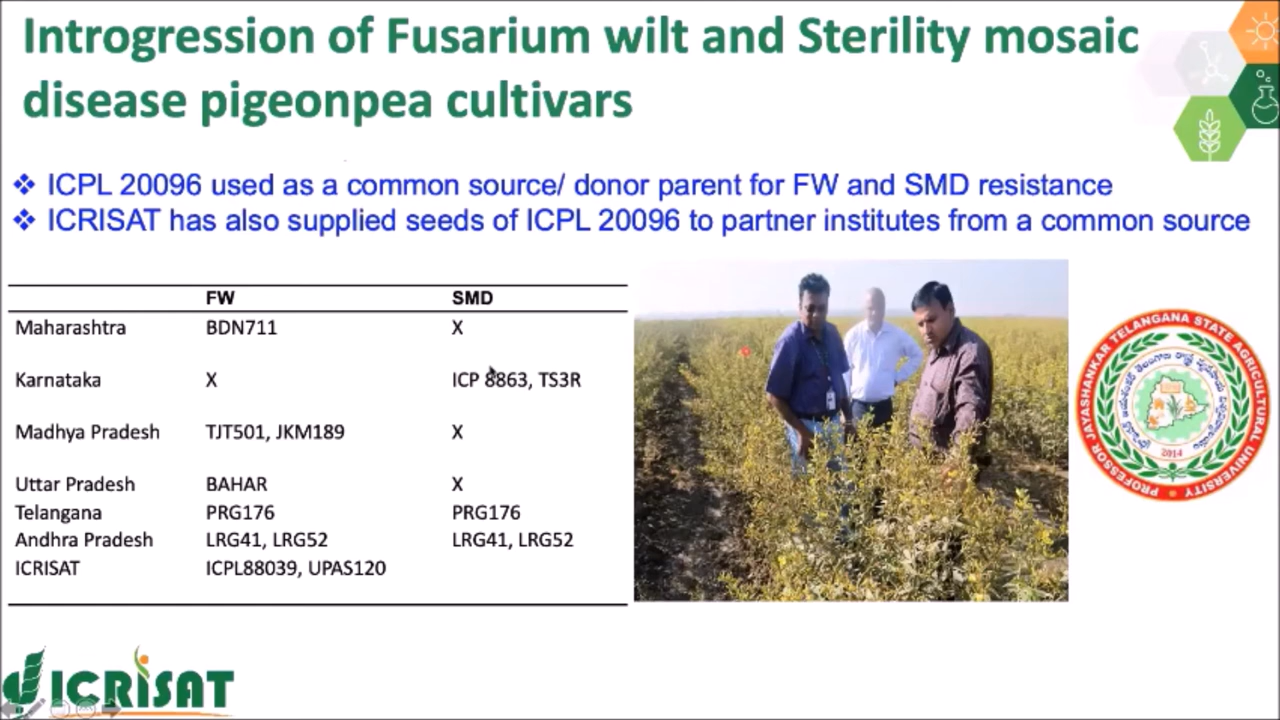 Introgression of Fusarium wilt and Sterility mosaic
disease pigeonpea cultivars
❖ ICPL 20096 used as a common source/ donor parent for FW and SMD resistance
❖ ICRISAT has also supplied seeds of ICPL 20096 to partner institutes from a common source
FW SMD
Maharashtra BDN711 X
Karnataka X ICP 8863, TS3R
Madhya Pradesh TJT501, JKM189 X
Uttar Pradesh BAHAR X
Telangana PRG176 PRG176
Andhra Pradesh LRG41, LRG52 LRG41, LRG52
ICRISAT ICPL88039, UPAS120
PROFESSOR JAYASHANKAR TELANGANA STATE AGRICULTURAL UNIVERSITY
2014
ICRISAT